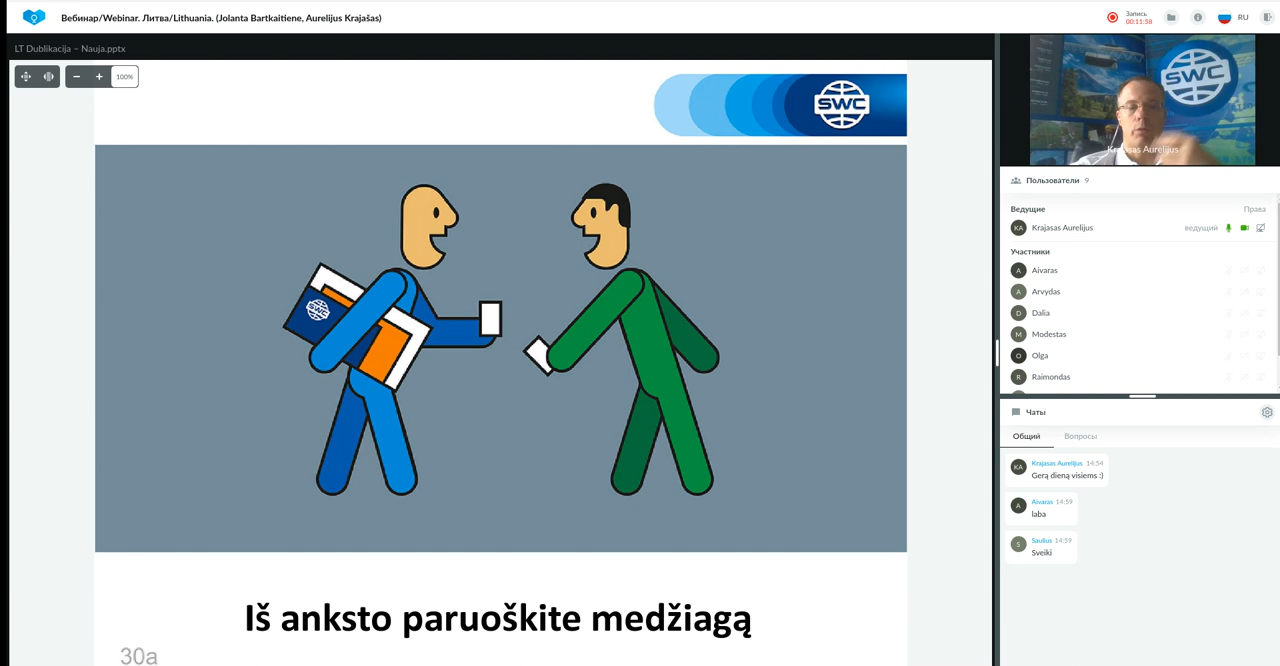 Вебинар/Webinar. Литва/Lithuania. (Jolanta Bartkaitiene, Aurelijus Krajašas)
Запись
00:11:58
RU
LT Dublikacija – Nauja.pptx
100%
SWC
SWC
Iš anksto paruoškite medžiagą
30a
SWC
Krajasas Aurelijus
Пользователи 9
Ведущие
Права
KA Krajasas Aurelijus
ведущий
Участники
A Aivaras
A Arvydas
D Dalia
M Modestas
O Olga
R Raimondas
Чаты
Общий
Вопросы
KA
Krajasas Aurelijus 14:54
Gerą dieną visiems :)
A
Aivaras 14:59
laba
S
Saulius 14:59
Sveiki